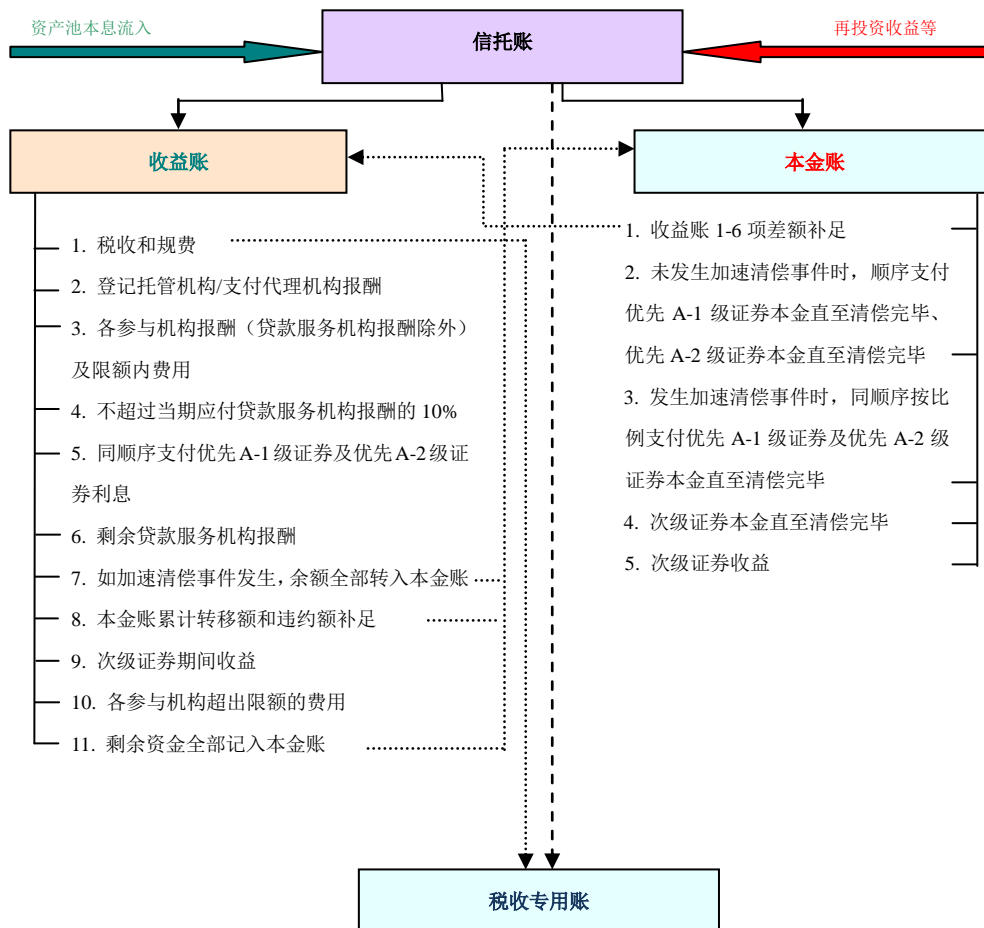 资产池本息流入
信托账
再投资收益等
收益账
本金账
1. 税收和规费
2. 登记托管机构/支付代理机构报酬
3. 各参与机构报酬（贷款服务机构报酬除外）
及限额内费用
4. 不超过当期应付贷款服务机构报酬的 10%
5. 同顺序支付优先 A-1 级证券及优先 A-2 级证
券利息
6. 剩余贷款服务机构报酬
7. 如加速清偿事件发生，余额全部转入本金账
8. 本金账累计转移额和违约额补足
9. 次级证券期间收益
10. 各参与机构超出限额的费用
11. 剩余资金全部记入本金账
1. 收益账 1-6 项差额补足
2. 未发生加速清偿事件时，顺序支付
优先 A-1 级证券本金直至清偿完毕、
优先 A-2 级证券本金直至清偿完毕
3. 发生加速清偿事件时，同顺序按比
例支付优先 A-1 级证券及优先 A-2 级
证券本金直至清偿完毕
4. 次级证券本金直至清偿完毕
5. 次级证券收益
税收专用账